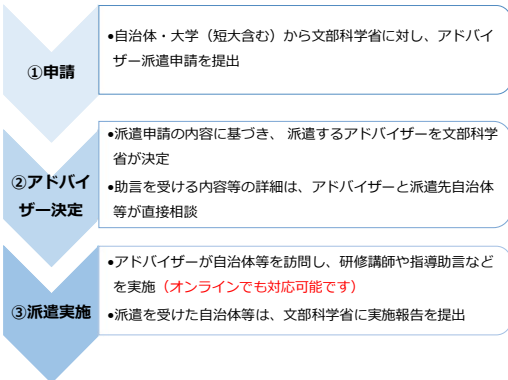 ①申請
•自治体・大学（短大含む）から文部科学省に対し、アドバイ
ザー派遣申請を提出
②アドバイ
ザー決定
•派遣申請の内容に基づき、 派遣するアドバイザーを文部科学
省が決定
•助言を受ける内容等の詳細は、アドバイザーと派遣先自治体
等が直接相談
③派遣実施
•アドバイザーが自治体等を訪問し、研修講師や指導助言など
を実施（オンラインでも対応可能です）
•派遣を受けた自治体等は、文部科学省に実施報告を提出